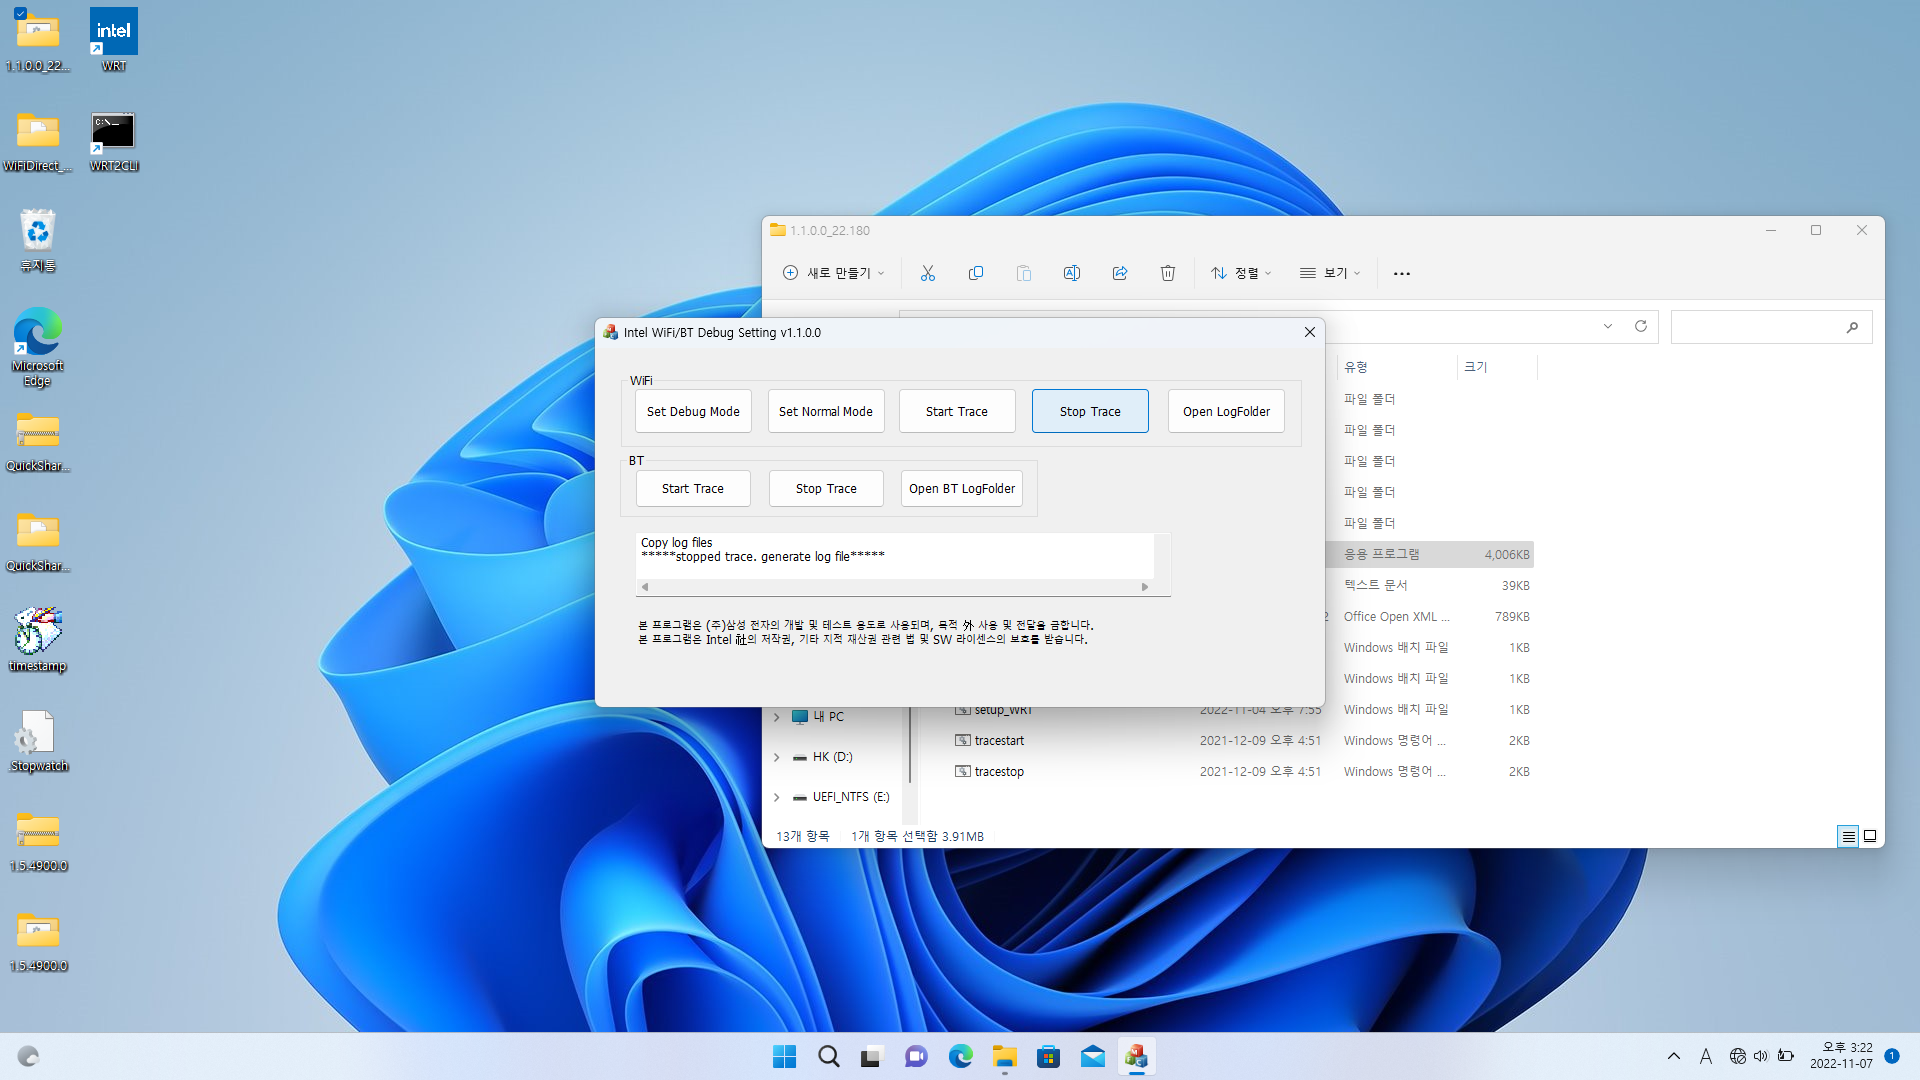 1.1.0.0_22...
intel
WRT
WiFiDirect_...
C:\_
WRT2CLI
휴지통
Microsoft
Edge
QuickShar...
QuickShar...
timestamp
.Stopwatch
1.5.4900.0
1.5.4900.0
1.1.0.0_22.180
새로 만들기
정렬
보기
유형
크기
파일 폴더
파일 폴더
파일 폴더
파일 폴더
파일 폴더
응용 프로그램 4,006KB
텍스트 문서 39KB
Office Open XML ... 789KB
Windows 배치 파일 1KB
Windows 배치 파일 1KB
setup_WRT 2022-11-04 오후 7:55 Windows 배치 파일 1KB
tracestart 2021-12-09 오후 4:51 Windows 명령어 ... 2KB
tracestop 2021-12-09 오후 4:51 Windows 명령어 ... 2KB
내 PC
HK (D:)
UEFI_NTFS (E:)
13개 항목 1개 항목 선택함 3.91MB
Intel WiFi/BT Debug Setting v1.1.0.0
WiFi
Set Debug Mode
Set Normal Mode
Start Trace
Stop Trace
Open LogFolder
BT
Start Trace
Stop Trace
Open BT LogFolder
Copy log files
*****stopped trace. generate log file*****
본 프로그램은 (주)삼성 전자의 개발 및 테스트 용도로 사용되며, 목적 外 사용 및 전달을 금합니다.
본 프로그램은 Intel 社의 저작권, 기타 지적 재산권 관련 법 및 SW 라이센스의 보호를 받습니다.
A
오후 3:22
2022-11-07
1